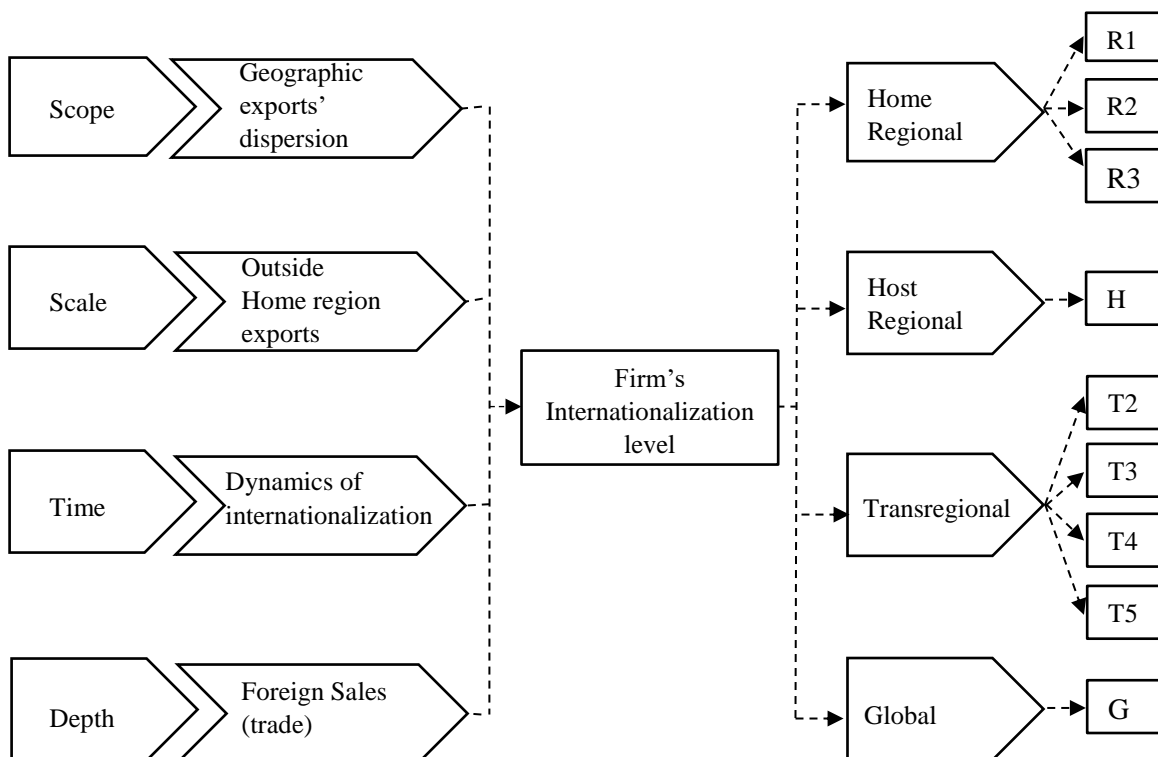 Scope
Geographic
exports’
dispersion
Scale
Outside
Home region
exports
Time
Dynamics of
internationalization
Depth
Foreign Sales
(trade)
Firm’s
Internationalization
level
Home
Regional
R1
R2
R3
Host
Regional
H
Transregional
T2
T3
T4
T5
Global
G